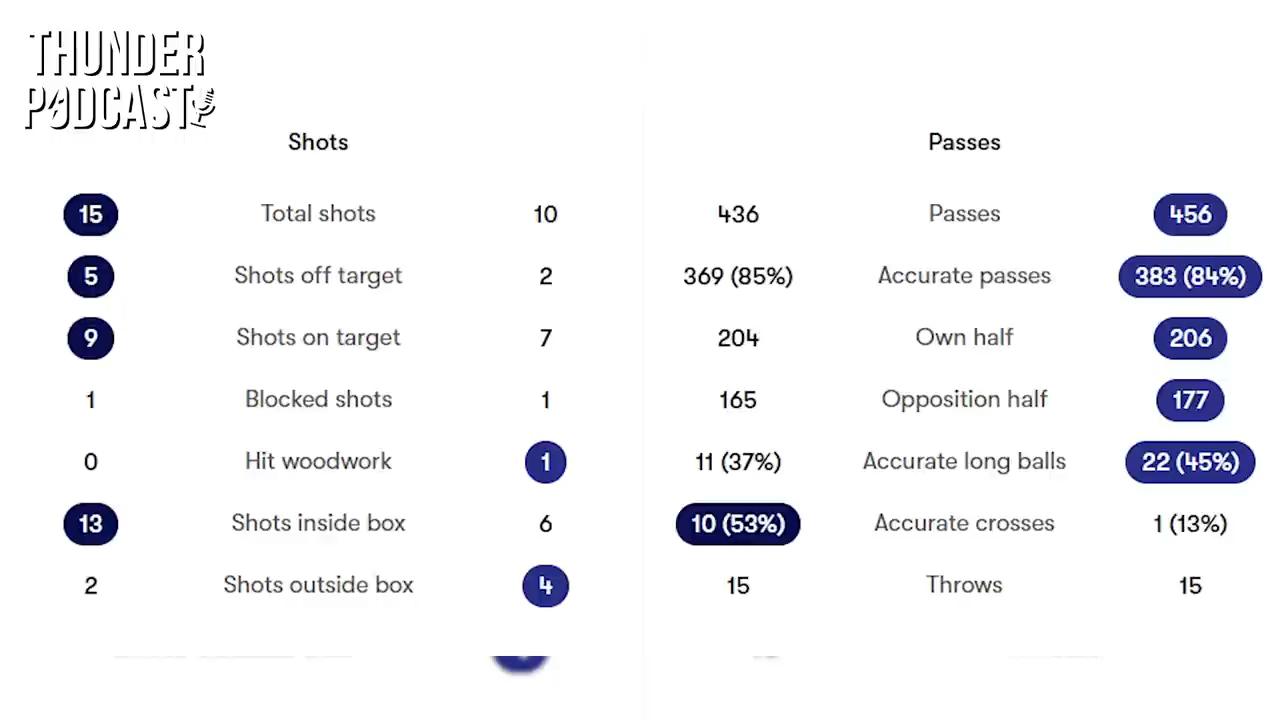 THUNDER
PODCAST
Shots
15 Total shots 10
5 Shots off target 2
9 Shots on target 7
1 Blocked shots 1
0 Hit woodwork 1
13 Shots inside box 6
2 Shots outside box 4
Passes
436 Passes 456
369 (85%) Accurate passes 383 (84%)
204 Own half 206
165 Opposition half 177
11 (37%) Accurate long balls 22 (45%)
10 (53%) Accurate crosses 1 (13%)
15 Throws 15